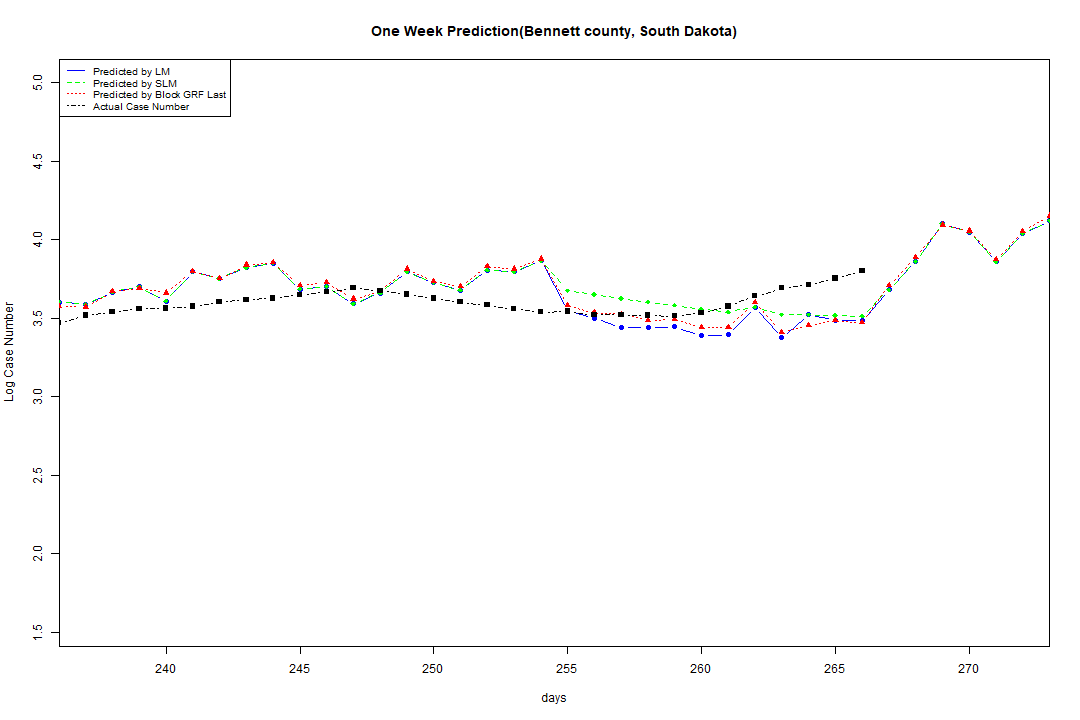 One Week Prediction(Bennett county, South Dakota)
Predicted by LM
Predicted by SLM
Predicted by Block GRF Last
Actual Case Number
5.0
4.5
4.0
3.5
3.0
2.5
2.0
1.5
Log Case Number
240 245 250 255 260 265 270
days